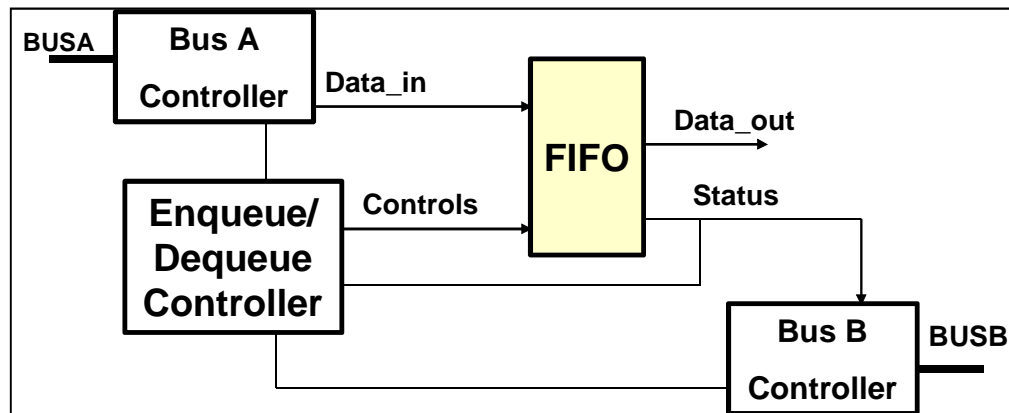 BUSA
Bus A
Controller
Data_in
FIFO
Data_out
Enqueue/
Dequeue
Controller
Controls
Status
Bus B
Controller
BUSB